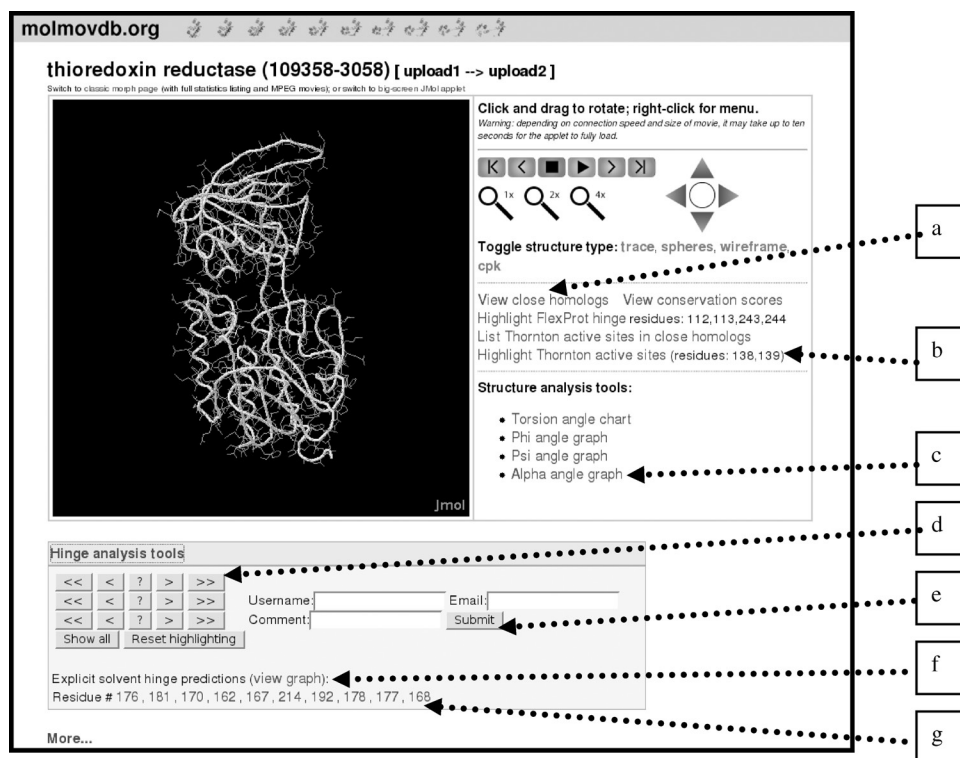 molmovdb.org
thioredoxin reductase (109358-3058) [ upload1 --> upload2 ]
Switch to classic morph page (with full statistics listing and MPEG movies); or switch to big-screen JMol applet
Jmol
Click and drag to rotate; right-click for menu.
Warning: depending on connection speed and size of movie, it may take up to ten
seconds for the applet to fully load.
1x 2x 4x
Toggle structure type: trace, spheres, wireframe,
cpk
View close homologs View conservation scores
Highlight FlexProt hinge residues: 112,113,243,244
List Thornton active sites in close homologs
Highlight Thornton active sites (residues: 138,139)
Structure analysis tools:
• Torsion angle chart
• Phi angle graph
• Psi angle graph
• Alpha angle graph
Hinge analysis tools
<< < ? > >>
<< < ? > >> Username: Email:
<< < ? > >> Comment: Submit
Show all Reset highlighting
Explicit solvent hinge predictions (view graph):
Residue # 176 , 181 , 170 , 162 , 167 , 214 , 192 , 178 , 177 , 168
More...
a
b
c
d
e
f
g